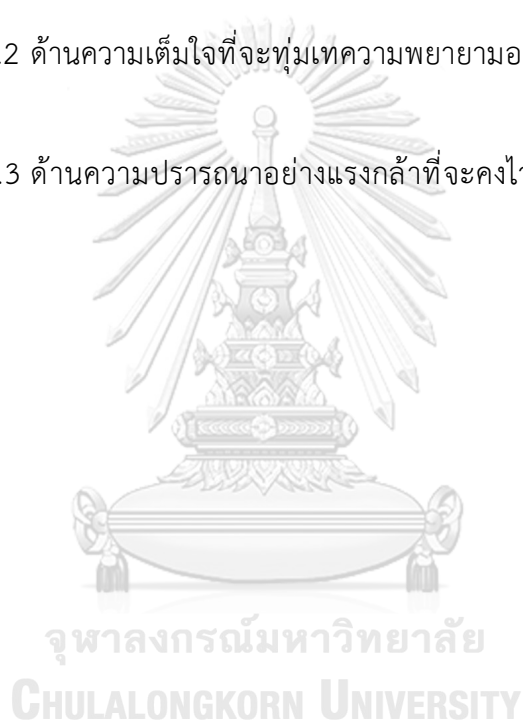 .2 ด้านความเต็มใจที่จะทุ่มเทความพยายามอ
.3 ด้านความปรารถนาอย่างแรงกล้าที่จะคงไว
จุฬาลงกรณ์มหาวิทยาลัย
CHULALONGKORN UNIVERSITY